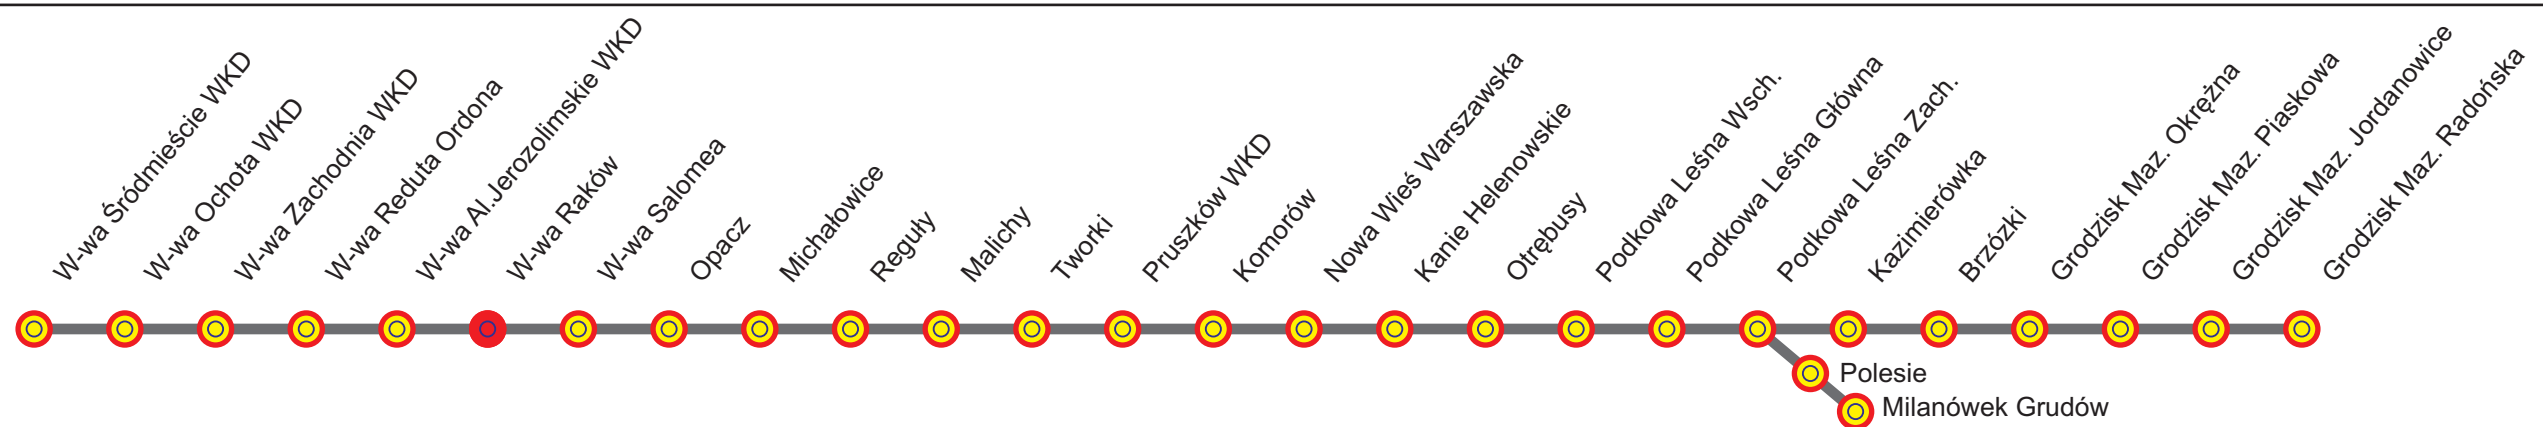 W-wa Śródmieście WKD
W-wa Ochota WKD
W-wa Zachodnia WKD
W-wa Reduta Ordona
W-wa Al.Jerozolimskie WKD
W-wa Raków
W-wa Salomea
Opacz
Michałowice
Reguły
Malichy
Tworki
Pruszków WKD
Komorów
Nowa Wieś Warszawska
Kanie Helenowskie
Otrębusy
Podkowa Leśna Wsch.
Podkowa Leśna Główna
Podkowa Leśna Zach.
Kazimierówka
Brzózki
Grodzisk Maz. Okrężna
Grodzisk Maz. Piaskowa
Grodzisk Maz. Jordanowice
Grodzisk Maz. Radońska
Polesie
Milanówek Grudów